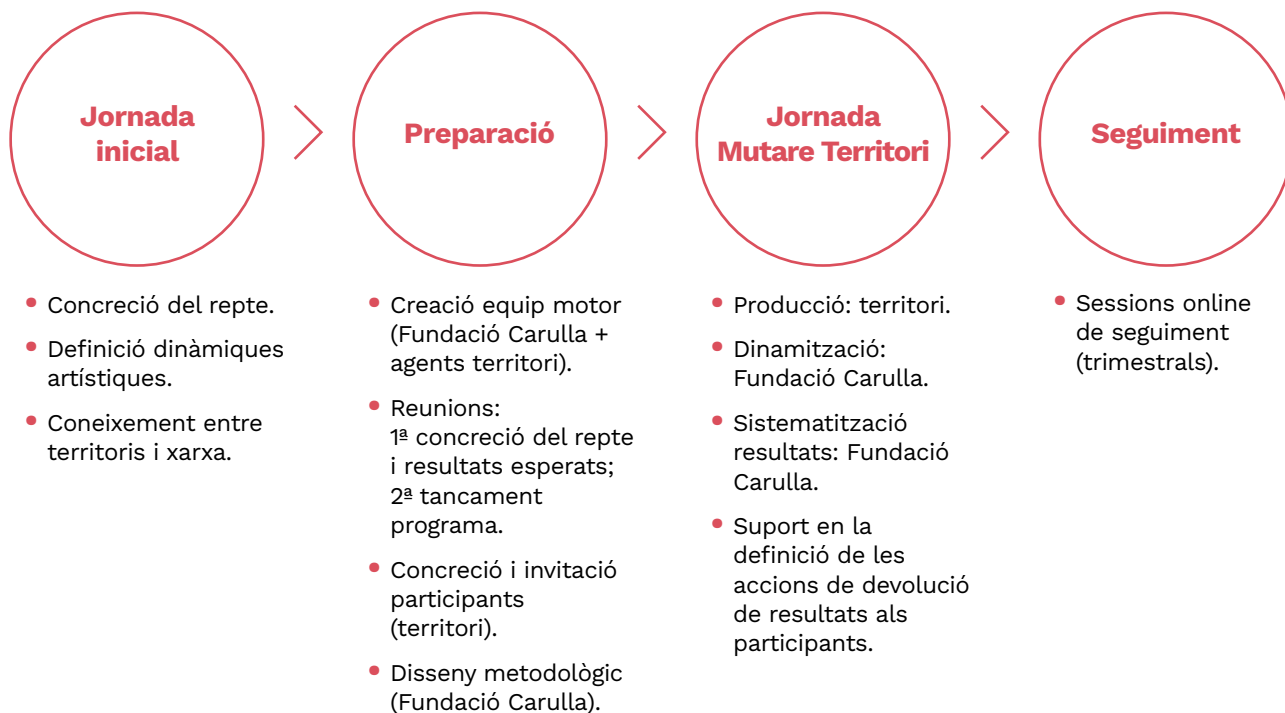 Jornada
inicial
Concreció del repte.
Definició dinàmiques
artístiques.
Coneixement entre
territoris i xarxa.
Preparació
Creació equip motor
(Fundació Carulla +
agents territori).
Reunions:
1ª concreció del repte
i resultats esperats;
2ª tancament
programa.
Concreció i invitació
participants
(territori).
Disseny metodològic
(Fundació Carulla).
Jornada
Mutare Territori
Producció: territori.
Dinamització:
Fundació Carulla.
Sistematització
resultats: Fundació
Carulla.
Suport en la
definició de les
accions de devolució
de resultats als
participants.
Seguiment
Sessions online
de seguiment
(trimestrals).